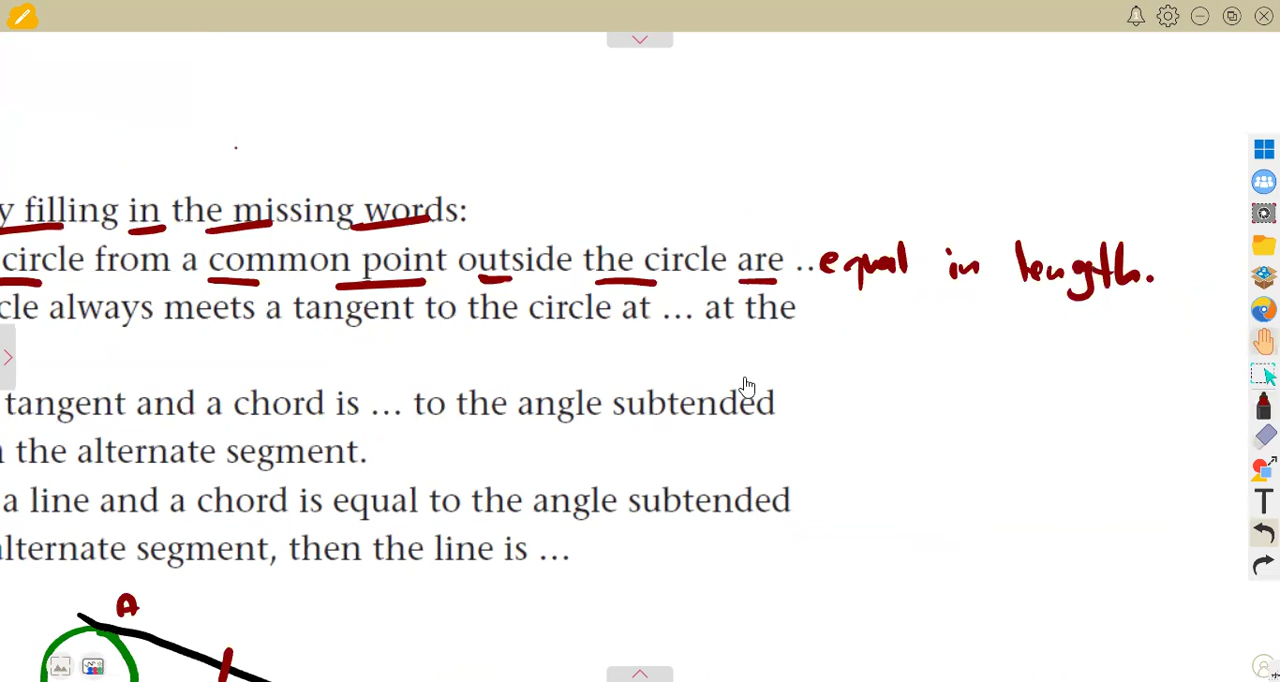 y filling in the missing words:
circle from a common point outside the circle are .. equal in length.
cle always meets a tangent to the circle at ... at the
tangent and a chord is ... to the angle subtended
the alternate segment.
a line and a chord is equal to the angle subtended
alternate segment, then the line is ...
A
T